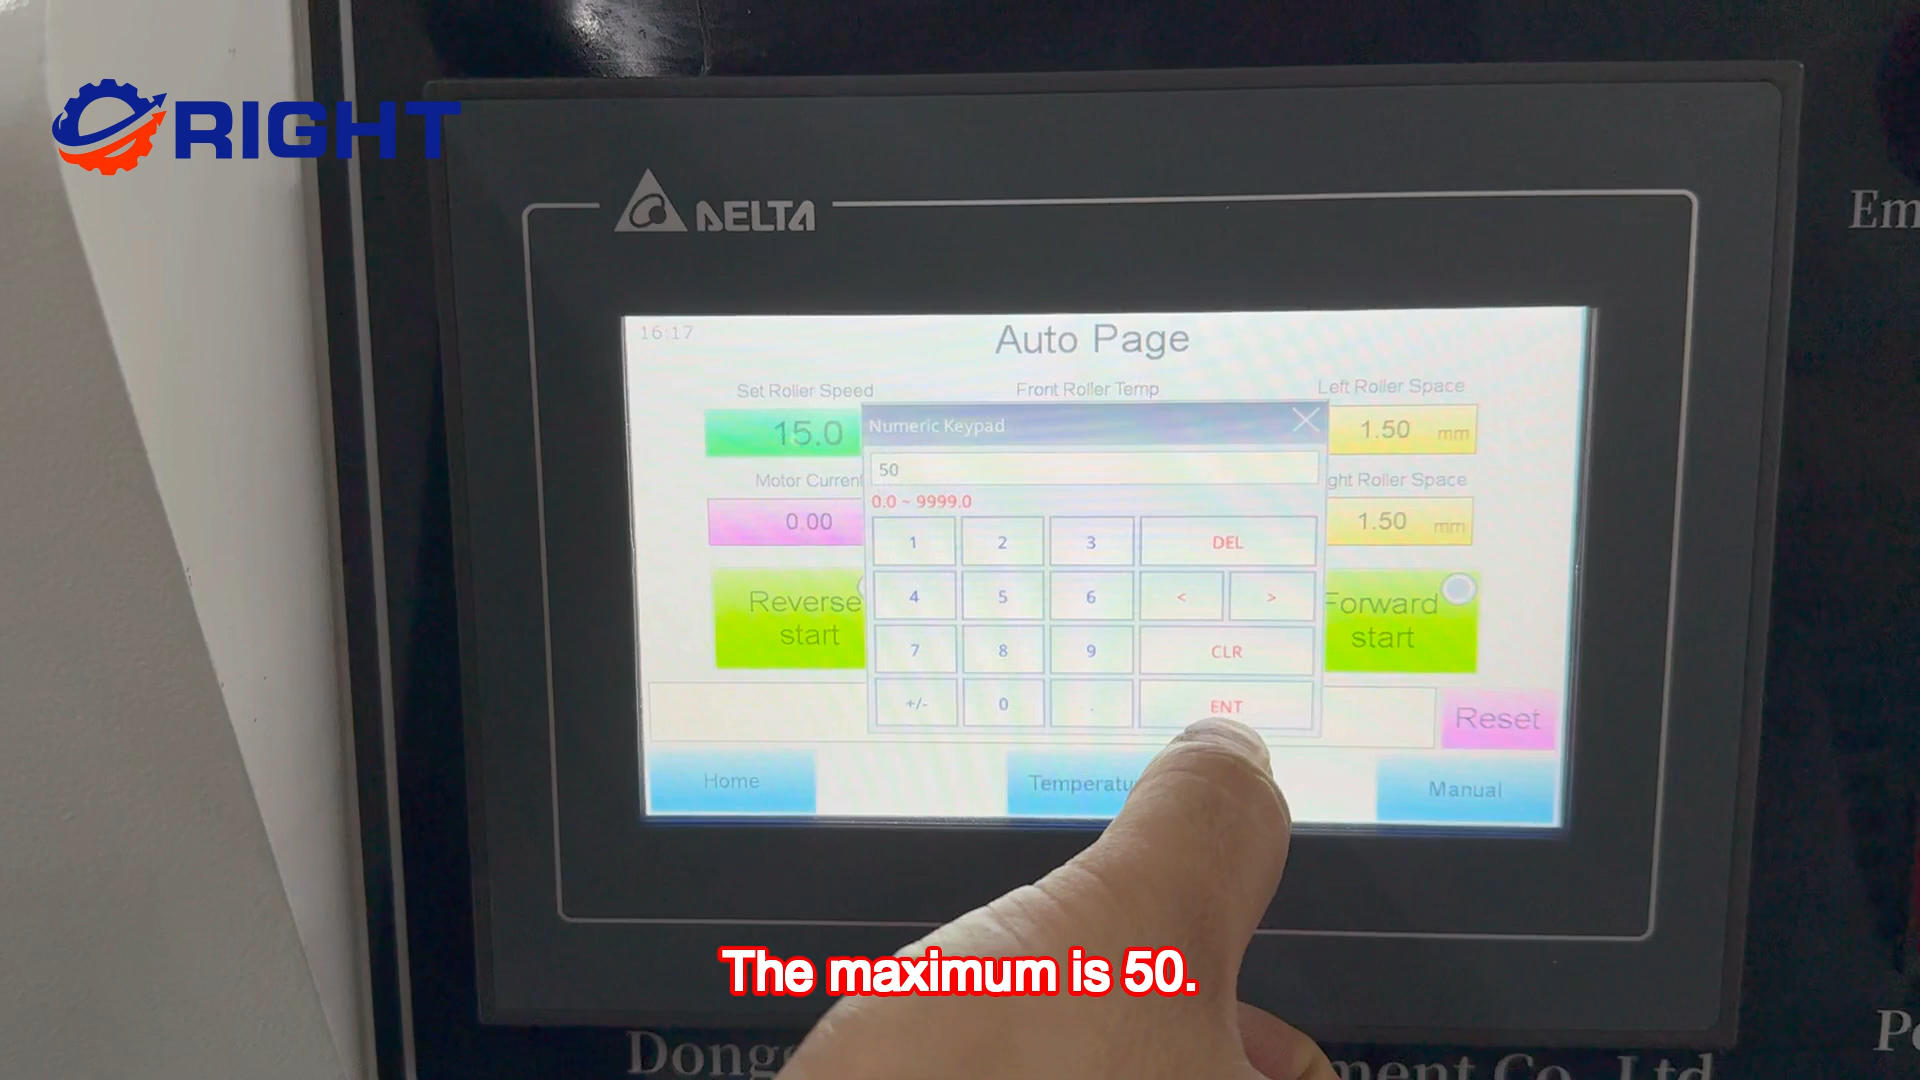 RIGHT
Em
DELTA
16:17
Auto Page
Set Roller Speed
Front Roller Temp
Left Roller Space
15.0
Numeric Keypad
1.50 mm
50
Motor Current
0.0 ~ 9999.0
ght Roller Space
0.00
1.50 mm
1 2 3 DEL
Reverse start
4 5 6 < >
Forward start
7 8 9 CLR
+/- 0 . ENT
Reset
Home
Temperatu
Manual
The maximum is 50.
Dong
ment Co., Ltd